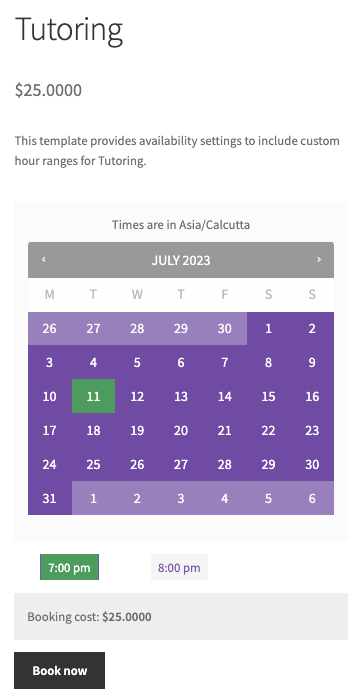 Tutoring
$25.0000
This template provides availability settings to include custom
hour ranges for Tutoring.
Times are in Asia/Calcutta
‹ JULY 2023 ›
M T W T F S S
26 27 28 29 30 1 2
3 4 5 6 7 8 9
10 11 12 13 14 15 16
17 18 19 20 21 22 23
24 25 26 27 28 29 30
31 1 2 3 4 5 6
7:00 pm 8:00 pm
Booking cost: $25.0000
Book now